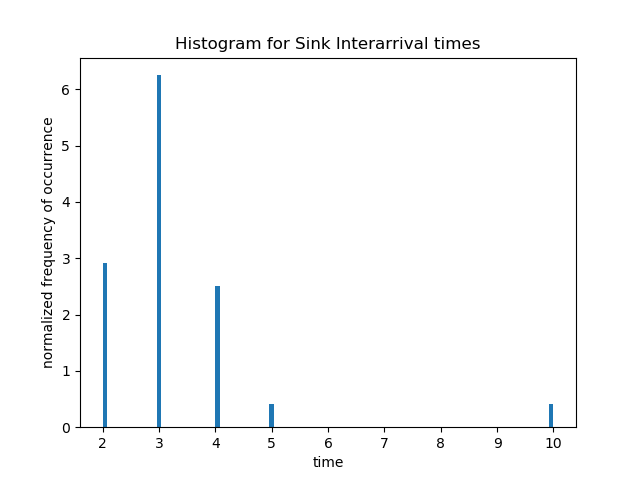 Histogram for Sink Interarrival times
normalized frequency of occurrence
6
5
4
3
2
1
0
2 3 4 5 6 7 8 9 10
time